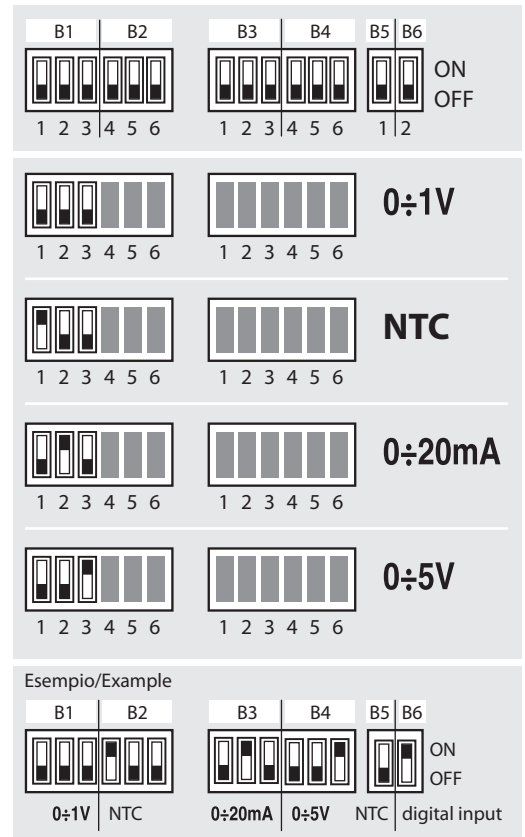 B1 B2 B3 B4 B5 B6
ON
OFF
1 2 3 4 5 6 1 2 3 4 5 6 1 2
0÷1V
1 2 3 4 5 6 1 2 3 4 5 6
NTC
1 2 3 4 5 6 1 2 3 4 5 6
0÷20mA
1 2 3 4 5 6 1 2 3 4 5 6
0÷5V
1 2 3 4 5 6 1 2 3 4 5 6
Esempio/Example
B1 B2 B3 B4 B5 B6
ON
OFF
0÷1V NTC 0÷20mA 0÷5V NTC digital input